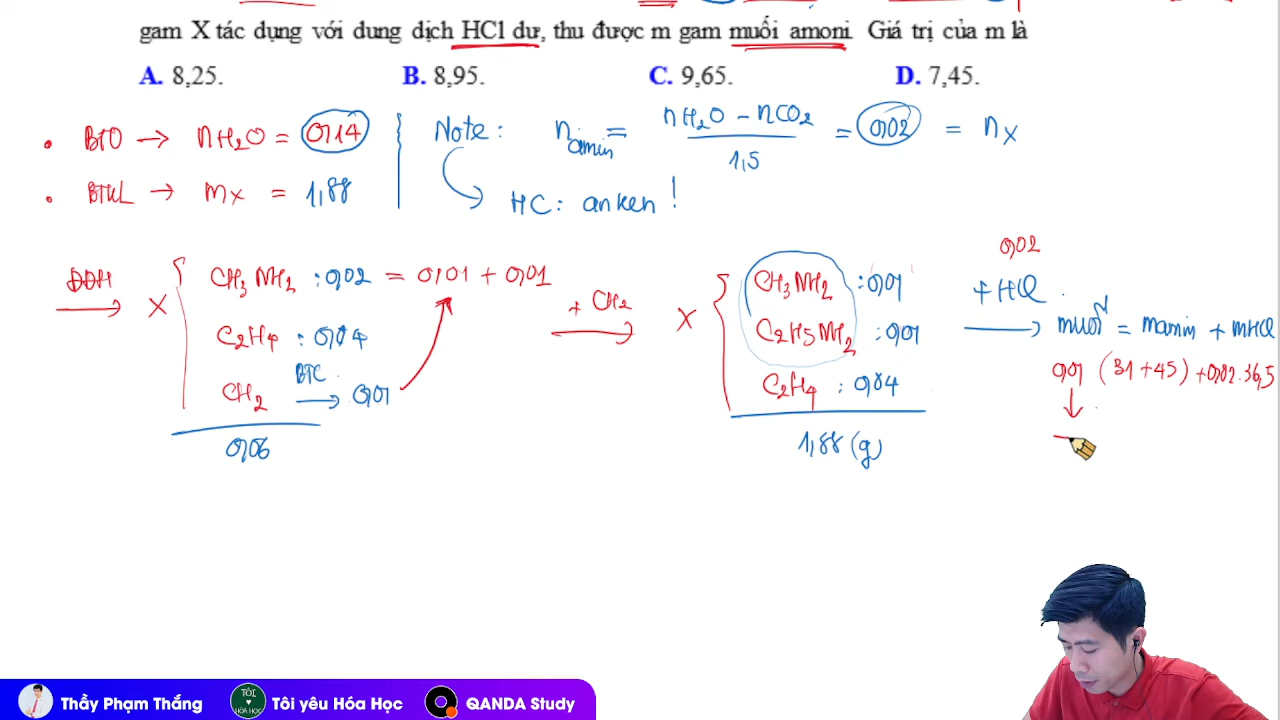 gam X tác dụng với dung dịch HCl dư, thu được m gam muối amoni. Giá trị của m là
A. 8,25. B. 8,95. C. 9,65. D. 7,45.
• BTO → nH2O = 0,14
• BTKL → mX = 1,88
Note: n amin = nH2O - nCO2 / 1,5 = 0,02 = nX
HC: anken!
ĐĐH → X { CH3NH2 : 0,02 = 0,01 + 0,01
C2H4 : 0,04
CH2 BTC → 0,01
0,06
+ CH2 →
X { CH3NH2 : 0,01
C2H5NH2 : 0,01
C2H4 : 0,04
1,88 (g)
0,02
+ HCl → muối = mamin + mHCl
0,01 (31 + 45) + 0,02.36,5
Thầy Phạm Thắng
TÔI ♥ HÓA HỌC
Tôi yêu Hóa Học
QANDA Study